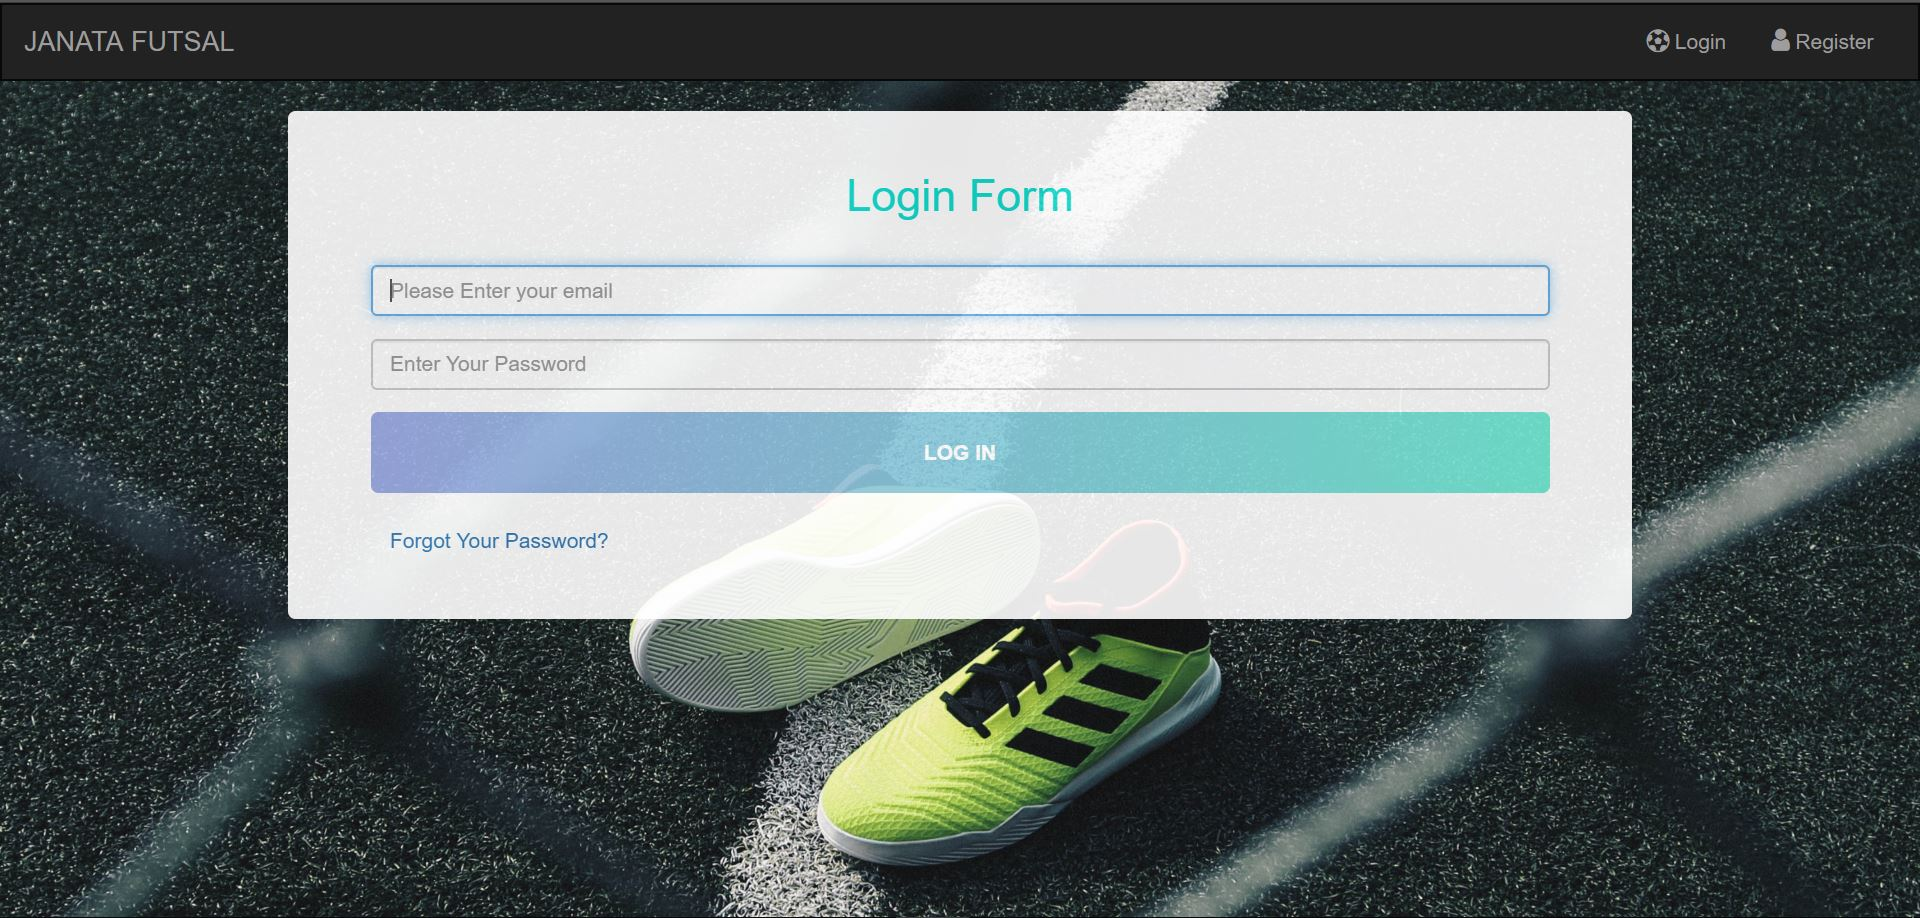 JANATA FUTSAL
Login
Register
Login Form
Please Enter your email
Enter Your Password
LOG IN
Forgot Your Password?